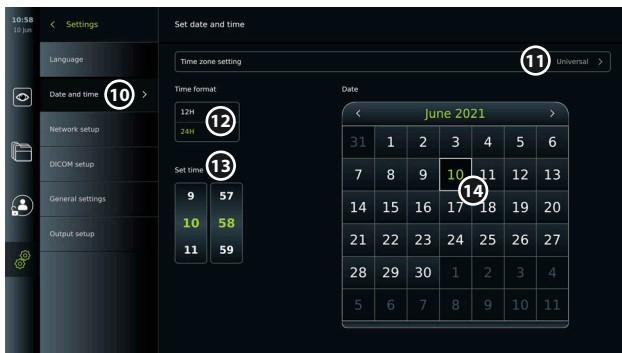 10:58
10 Jun
Settings
Language
Date and time 10
Network setup
DICOM setup
General settings
Output setup
Set date and time
Time zone setting 11 Universal
Time format
12H
24H
12
Set time 13
9 57
10 58
11 59
Date
June 2021
31 1 2 3 4 5 6
7 8 9 10 11 12 13
14
14 15 16 17 18 19 20
21 22 23 24 25 26 27
28 29 30 1 2 3 4
5 6 7 8 9 10 11